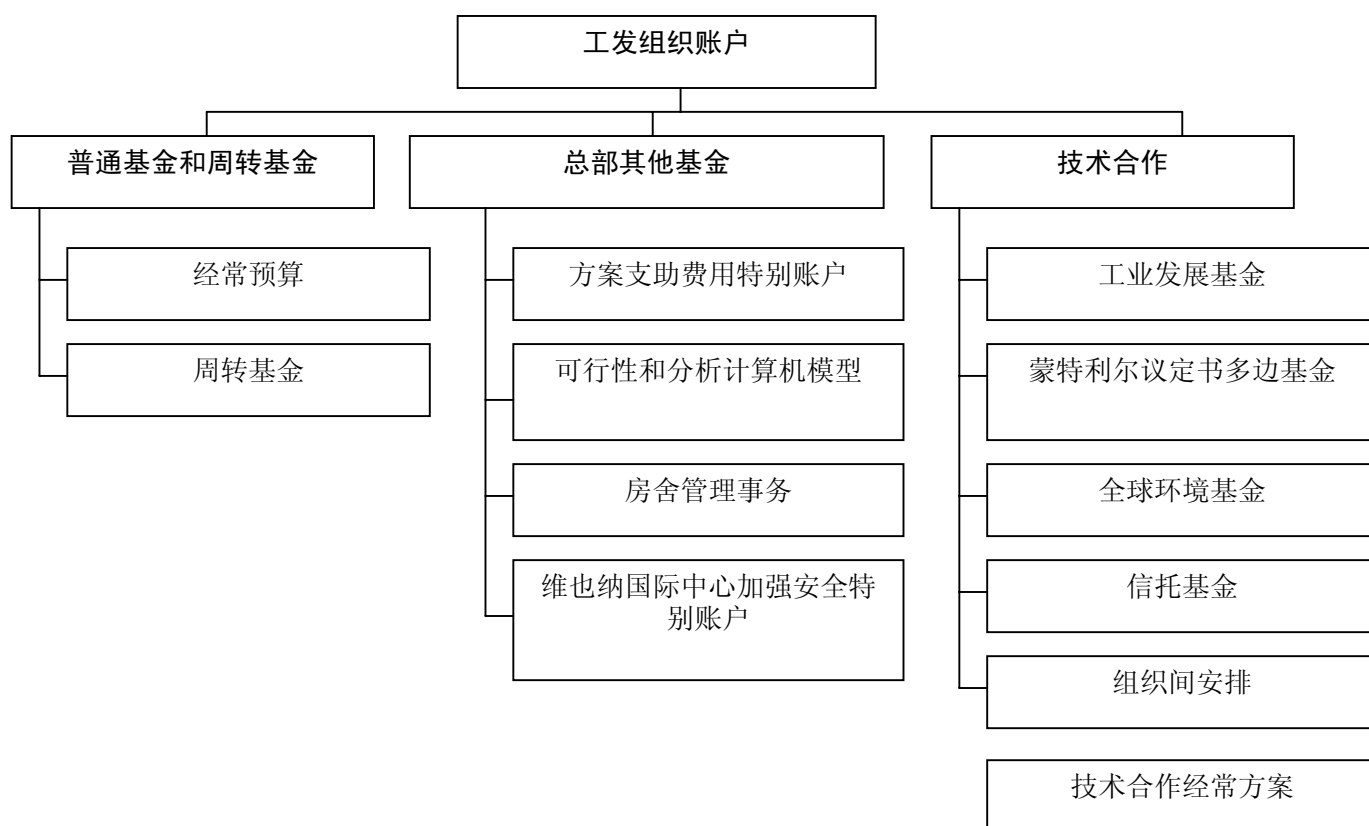 工发组织账户
普通基金和周转基金
总部其他基金
技术合作
经常预算
周转基金
方案支助费用特别账户
可行性和分析计算机模型
房舍管理事务
维也纳国际中心加强安全特
别账户
工业发展基金
蒙特利尔议定书多边基金
全球环境基金
信托基金
组织间安排
技术合作经常方案